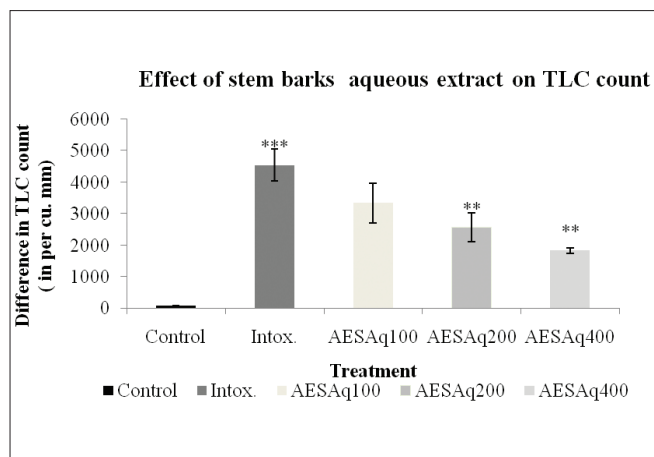 Effect of stem barks aqueous extract on TLC count
Difference in TLC count
( in per cu. mm)
6000
5000
4000
3000
2000
1000
0
***
**
**
Control Intox. AESAq100 AESAq200 AESAq400
Treatment
Control Intox. AESAq100 AESAq200 AESAq400